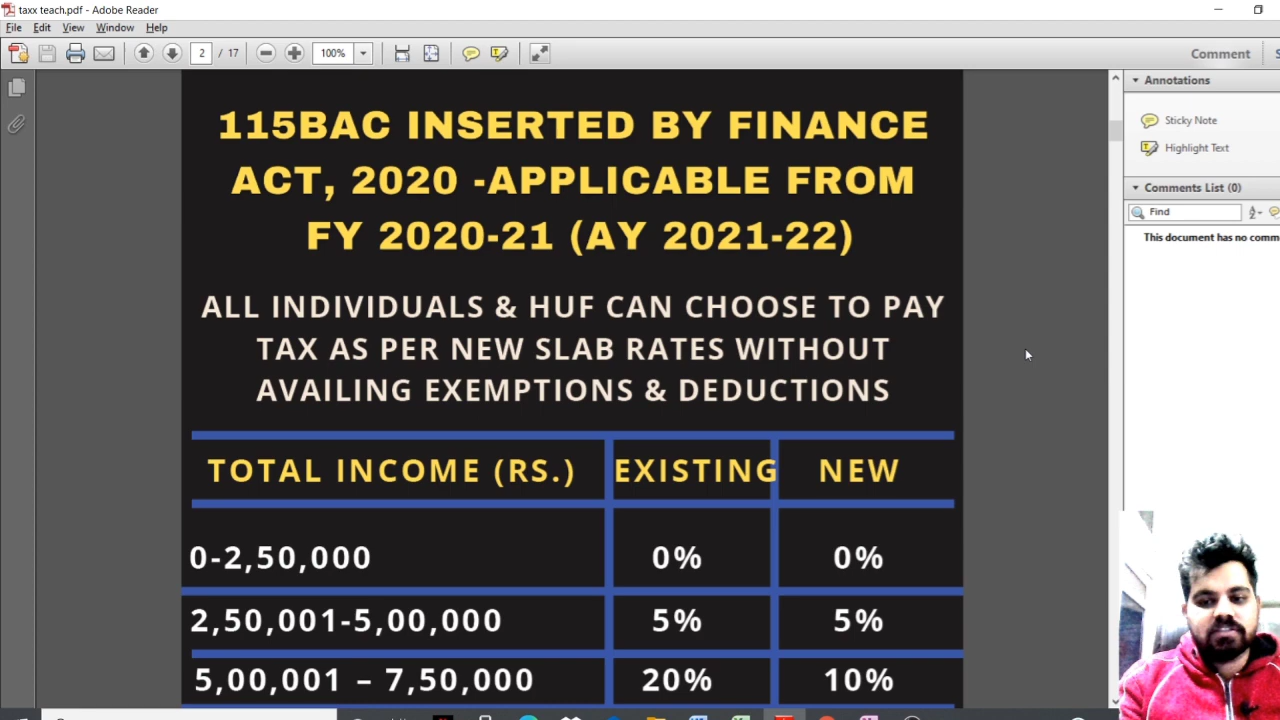 taxx teach.pdf - Adobe Reader
File Edit View Window Help
2 / 17 100% Comment
Annotations
Sticky Note
Highlight Text
Comments List (0)
Find
This document has no comm
115BAC INSERTED BY FINANCE
ACT, 2020 -APPLICABLE FROM
FY 2020-21 (AY 2021-22)
ALL INDIVIDUALS & HUF CAN CHOOSE TO PAY
TAX AS PER NEW SLAB RATES WITHOUT
AVAILING EXEMPTIONS & DEDUCTIONS
TOTAL INCOME (RS.) EXISTING NEW
0-2,50,000 0% 0%
2,50,001-5,00,000 5% 5%
5,00,001 – 7,50,000 20% 10%